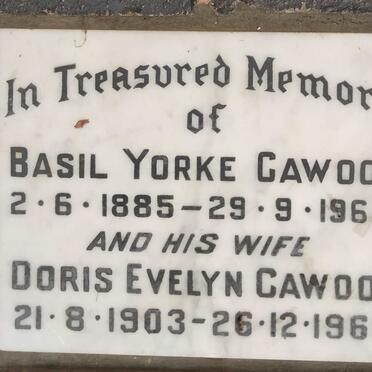 In Treasured Memor
of
BASIL YORKE CAWOO
2·6·1885–29·9·196
AND HIS WIFE
DORIS EVELYN CAWOO
21·8·1903–26·12·196